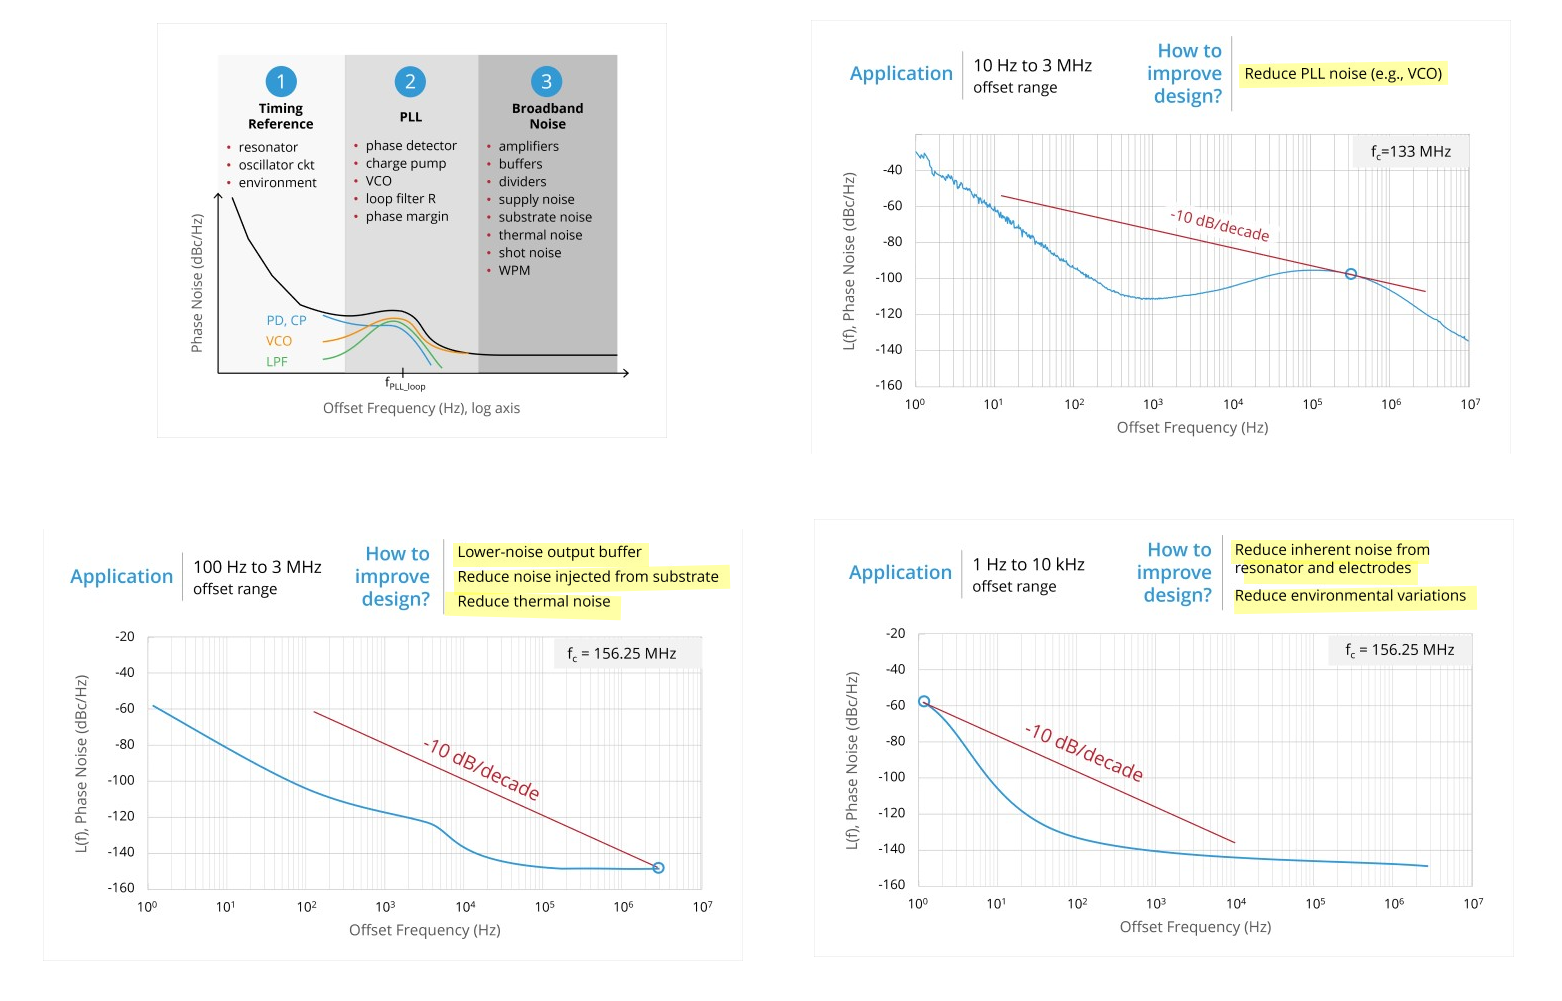 1
Timing
Reference
• resonator
• oscillator ckt
• environment
2
PLL
• phase detector
• charge pump
• VCO
• loop filter R
• phase margin
3
Broadband
Noise
• amplifiers
• buffers
• dividers
• supply noise
• substrate noise
• thermal noise
• shot noise
• WPM
Phase Noise (dBc/Hz)
PD, CP
VCO
LPF
fPLL_loop
Offset Frequency (Hz), log axis
Application
10 Hz to 3 MHz
offset range
How to
improve
design?
Reduce PLL noise (e.g., VCO)
fc=133 MHz
L(f), Phase Noise (dBc/Hz)
-40
-60
-80
-100
-120
-140
-160
-10 dB/decade
10⁰ 10¹ 10² 10³ 10⁴ 10⁵ 10⁶ 10⁷
Offset Frequency (Hz)
Application
100 Hz to 3 MHz
offset range
How to
improve
design?
Lower-noise output buffer
Reduce noise injected from substrate
Reduce thermal noise
fc = 156.25 MHz
L(f), Phase Noise (dBc/Hz)
-20
-40
-60
-80
-100
-120
-140
-160
-10 dB/decade
10⁰ 10¹ 10² 10³ 10⁴ 10⁵ 10⁶ 10⁷
Offset Frequency (Hz)
Application
1 Hz to 10 kHz
offset range
How to
improve
design?
Reduce inherent noise from
resonator and electrodes
Reduce environmental variations
fc = 156.25 MHz
L(f), Phase Noise (dBc/Hz)
-20
-40
-60
-80
-100
-120
-140
-160
-10 dB/decade
10⁰ 10¹ 10² 10³ 10⁴ 10⁵ 10⁶ 10⁷
Offset Frequency (Hz)